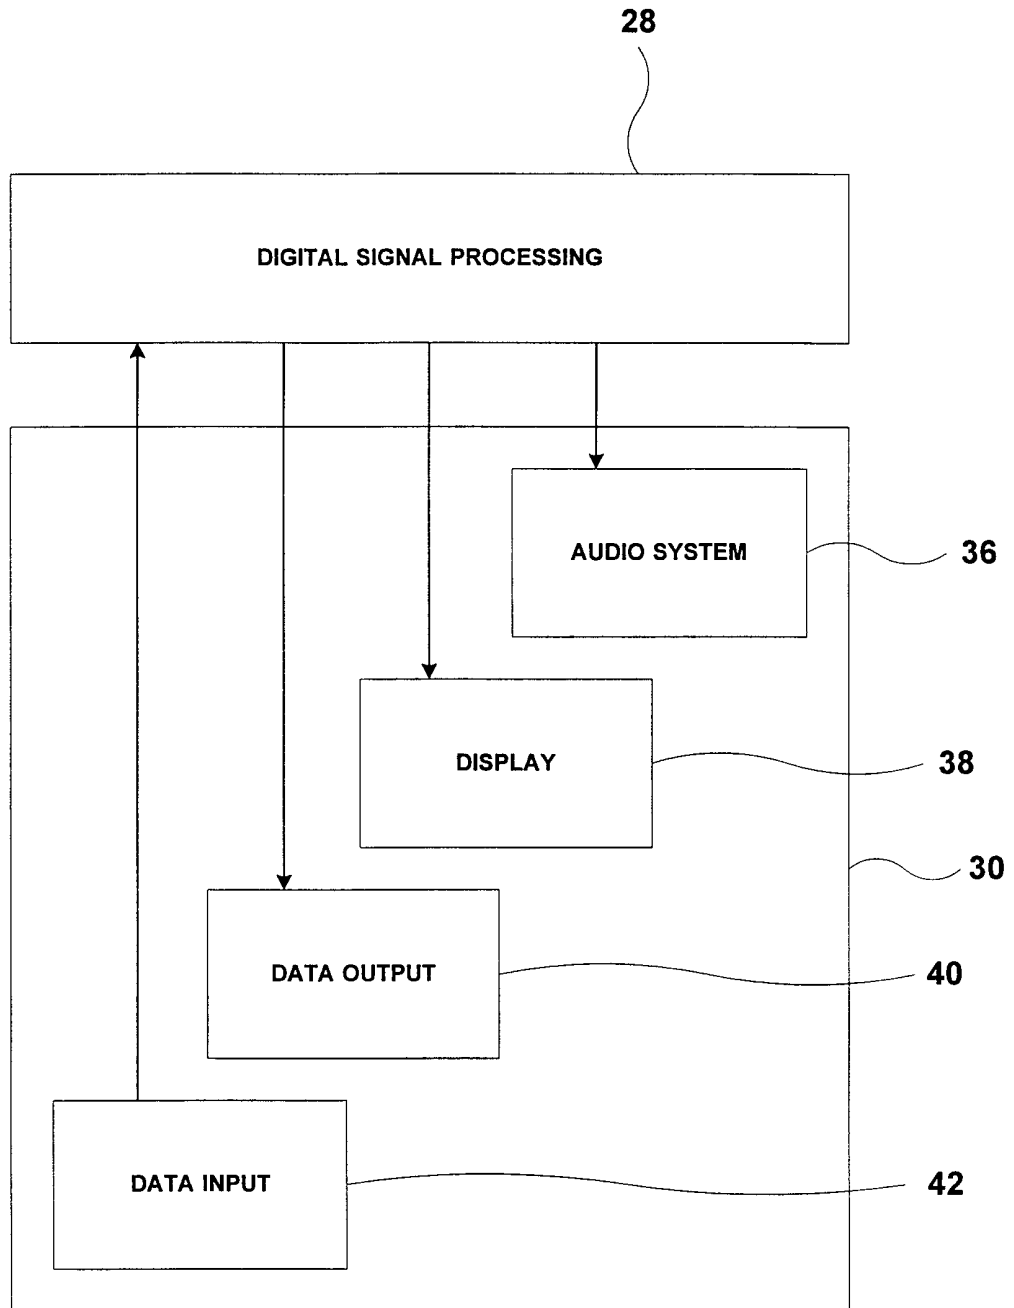 28
DIGITAL SIGNAL PROCESSING
AUDIO SYSTEM
36
DISPLAY
38
30
DATA OUTPUT
40
DATA INPUT
42